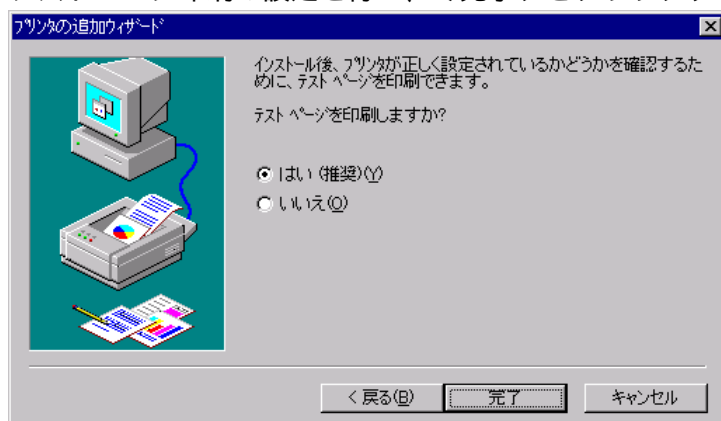 プリンタの追加ウィザード
インストール後、プリンタが正しく設定されているかどうかを確認するた
めに、テスト ページを印刷できます。
テスト ページを印刷しますか?
はい (推奨)(Y)
いいえ(O)
< 戻る(B)
完了
キャンセル